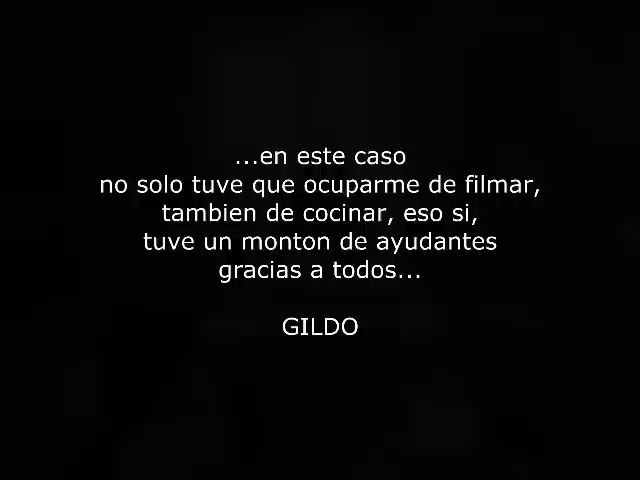 ...en este caso
no solo tuve que ocuparme de filmar,
tambien de cocinar, eso si,
tuve un monton de ayudantes
gracias a todos...
GILDO